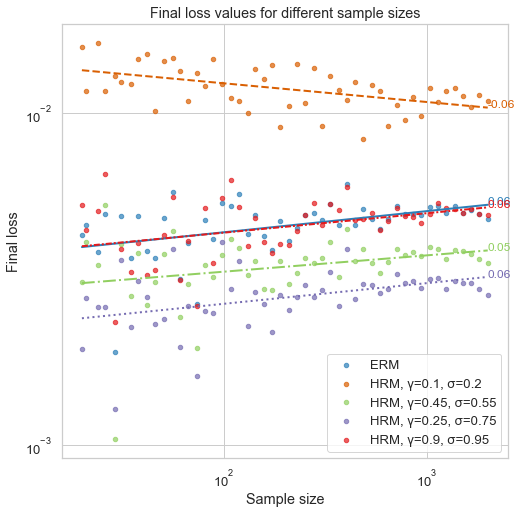 Final loss values for different sample sizes
Final loss
10⁻²
10⁻³
-0.06
0.06
0.05
0.06
ERM
HRM, γ=0.1, σ=0.2
HRM, γ=0.45, σ=0.55
HRM, γ=0.25, σ=0.75
HRM, γ=0.9, σ=0.95
10²
10³
Sample size